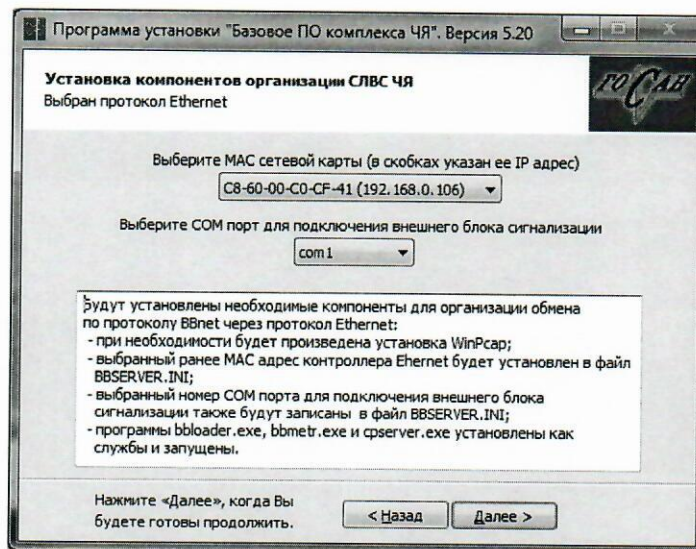 Программа установки "Базовое ПО комплекса ЧЯ". Версия 5.20
Установка компонентов организации СЛВС ЧЯ
Выбран протокол Ethernet
ГОСАН
Выберите MAC сетевой карты (в скобках указан ее IP адрес)
C8-60-00-C0-CF-41 (192.168.0.106)
Выберите COM порт для подключения внешнего блока сигнализации
com1
Будут установлены необходимые компоненты для организации обмена
по протоколу BBnet через протокол Ethernet:
- при необходимости будет произведена установка WinPcap;
- выбранный ранее MAC адрес контроллера Ehernet будет установлен в файл
BBSERVER.INI;
- выбранный номер COM порта для подключения внешнего блока
сигнализации также будут записаны в файл BBSERVER.INI;
- программы bbloader.exe, bbmetr.exe и cpserver.exe установлены как
службы и запущены.
Нажмите «Далее», когда Вы
будете готовы продолжить.
< Назад
Далее >